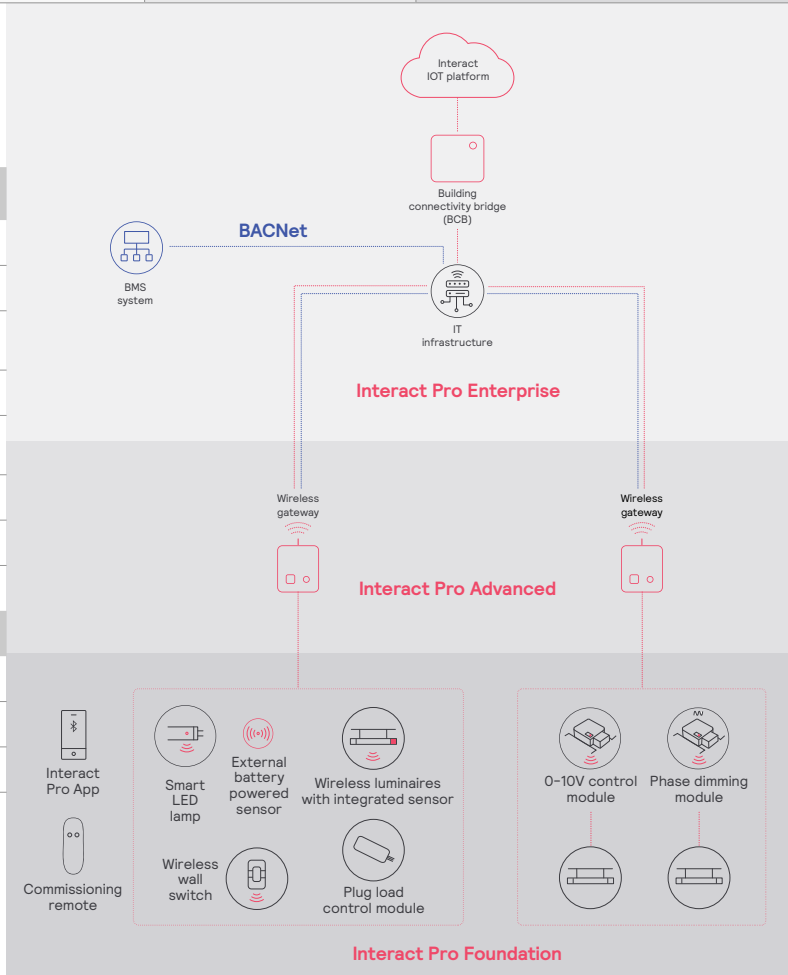 Interact
IOT platform
Building
connectivity bridge
(BCB)
BACNet
BMS
system
IT
infrastructure
Interact Pro Enterprise
Wireless
gateway
Wireless
gateway
Interact Pro Advanced
Interact
Pro App
Commissioning
remote
Smart
LED
lamp
External
battery
powered
sensor
Wireless luminaires
with integrated sensor
Wireless
wall
switch
Plug load
control module
0-10V control
module
Phase dimming
module
Interact Pro Foundation